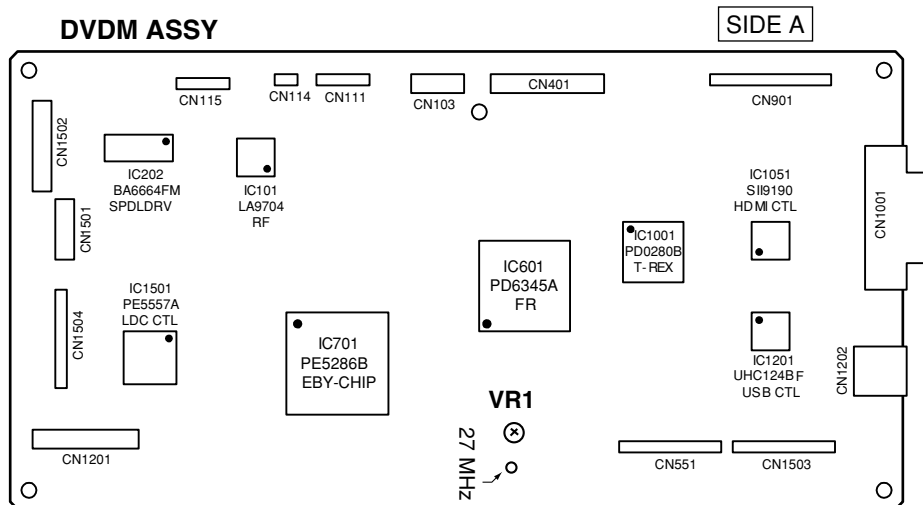 DVDM ASSY
SIDE A
CN115
CN114
CN111
CN103
CN401
CN901
CN1502
IC202
BA6664FM
SPDLDRV
IC101
LA9704
RF
IC1051
SII9190
HDMI CTL
CN1001
CN1501
IC1001
PD0280B
T-REX
IC601
PD6345A
FR
IC1501
PE5557A
LDC CTL
CN1504
IC701
PE5286B
EBY-CHIP
IC1201
UHC124BF
USB CTL
CN1202
VR1
27 MHz
CN1201
CN551
CN1503